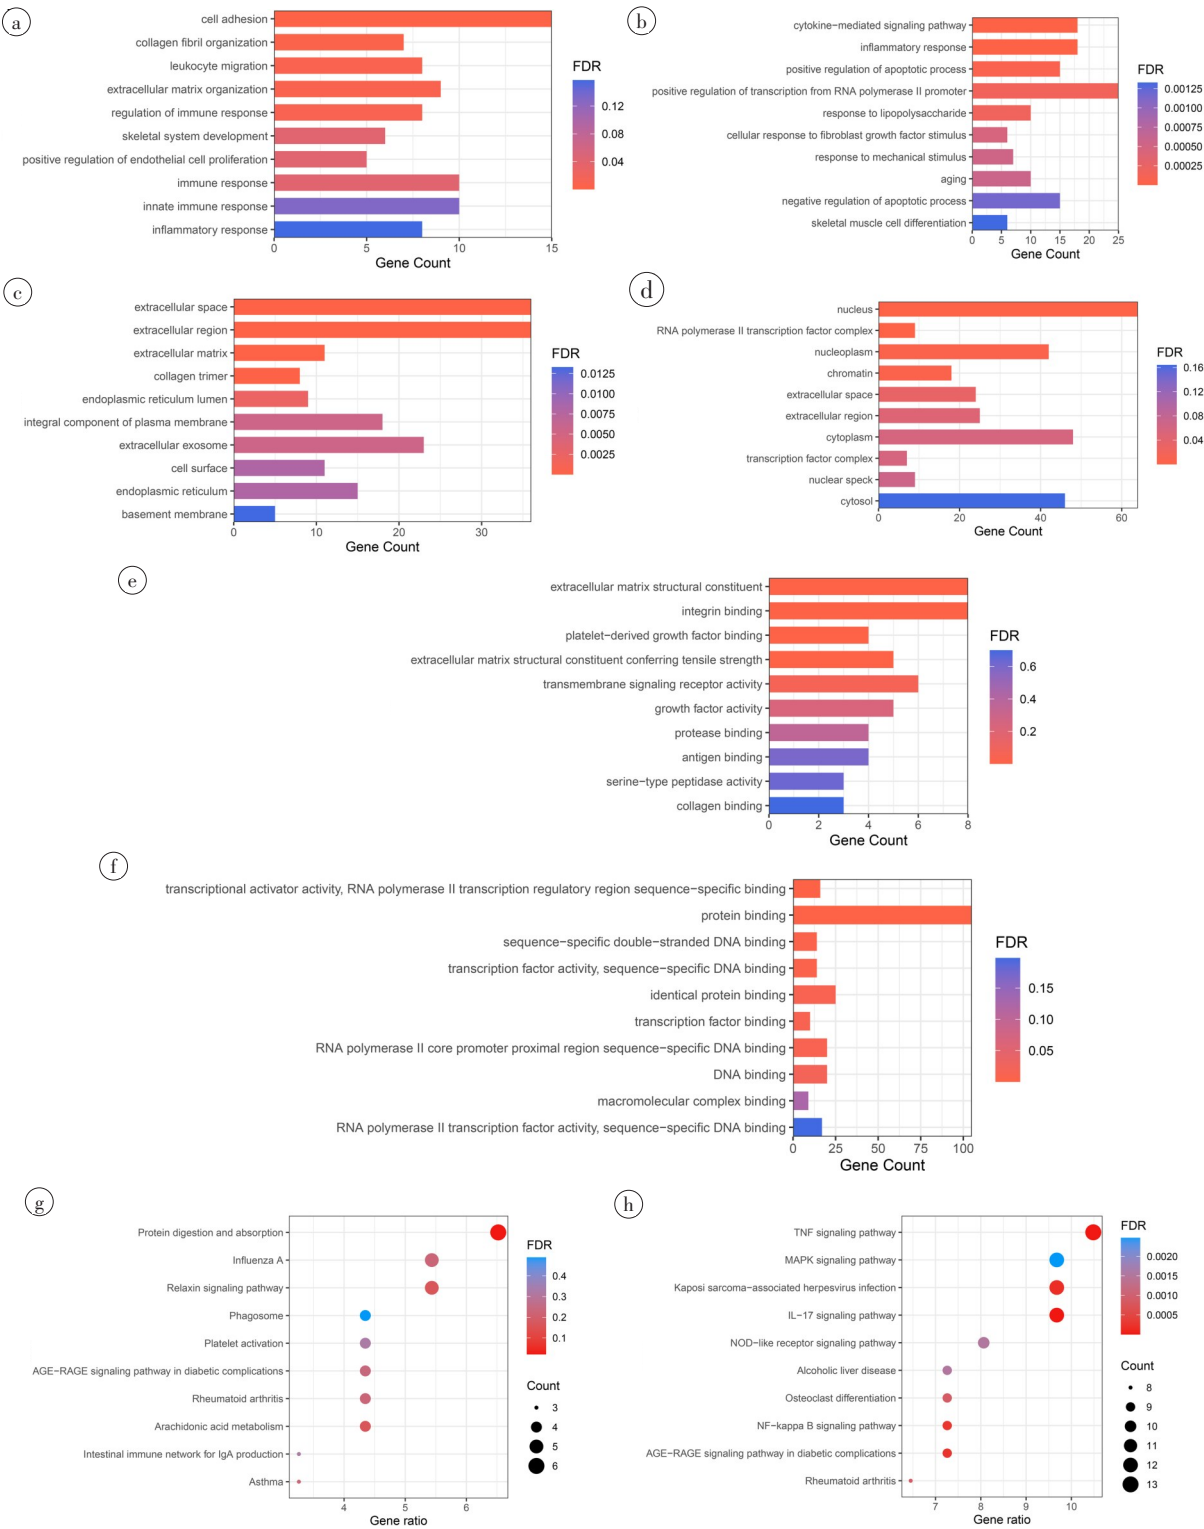 a
cell adhesion
collagen fibril organization
leukocyte migration
extracellular matrix organization
regulation of immune response
skeletal system development
positive regulation of endothelial cell proliferation
immune response
innate immune response
inflammatory response
0 5 10 15
Gene Count
FDR
0.12
0.08
0.04
b
cytokine−mediated signaling pathway
inflammatory response
positive regulation of apoptotic process
positive regulation of transcription from RNA polymerase II promoter
response to lipopolysaccharide
cellular response to fibroblast growth factor stimulus
response to mechanical stimulus
aging
negative regulation of apoptotic process
skeletal muscle cell differentiation
0 5 10 15 20 25
Gene Count
FDR
0.00125
0.00100
0.00075
0.00050
0.00025
c
extracellular space
extracellular region
extracellular matrix
collagen trimer
endoplasmic reticulum lumen
integral component of plasma membrane
extracellular exosome
cell surface
endoplasmic reticulum
basement membrane
0 10 20 30
Gene Count
FDR
0.0125
0.0100
0.0075
0.0050
0.0025
d
nucleus
RNA polymerase II transcription factor complex
nucleoplasm
chromatin
extracellular space
extracellular region
cytoplasm
transcription factor complex
nuclear speck
cytosol
0 20 40 60
Gene Count
FDR
0.16
0.12
0.08
0.04
e
extracellular matrix structural constituent
integrin binding
platelet−derived growth factor binding
extracellular matrix structural constituent conferring tensile strength
transmembrane signaling receptor activity
growth factor activity
protease binding
antigen binding
serine−type peptidase activity
collagen binding
0 2 4 6 8
Gene Count
FDR
0.6
0.4
0.2
f
transcriptional activator activity, RNA polymerase II transcription regulatory region sequence−specific binding
protein binding
sequence−specific double−stranded DNA binding
transcription factor activity, sequence−specific DNA binding
identical protein binding
transcription factor binding
RNA polymerase II core promoter proximal region sequence−specific DNA binding
DNA binding
macromolecular complex binding
RNA polymerase II transcription factor activity, sequence−specific DNA binding
0 25 50 75 100
Gene Count
FDR
0.15
0.10
0.05
g
Protein digestion and absorption
Influenza A
Relaxin signaling pathway
Phagosome
Platelet activation
AGE−RAGE signaling pathway in diabetic complications
Rheumatoid arthritis
Arachidonic acid metabolism
Intestinal immune network for IgA production
Asthma
4 5 6
Gene ratio
FDR
0.4
0.3
0.2
0.1
Count
3
4
5
6
h
TNF signaling pathway
MAPK signaling pathway
Kaposi sarcoma−associated herpesvirus infection
IL−17 signaling pathway
NOD−like receptor signaling pathway
Alcoholic liver disease
Osteoclast differentiation
NF−kappa B signaling pathway
AGE−RAGE signaling pathway in diabetic complications
Rheumatoid arthritis
7 8 9 10
Gene ratio
FDR
0.0020
0.0015
0.0010
0.0005
Count
8
9
10
11
12
13